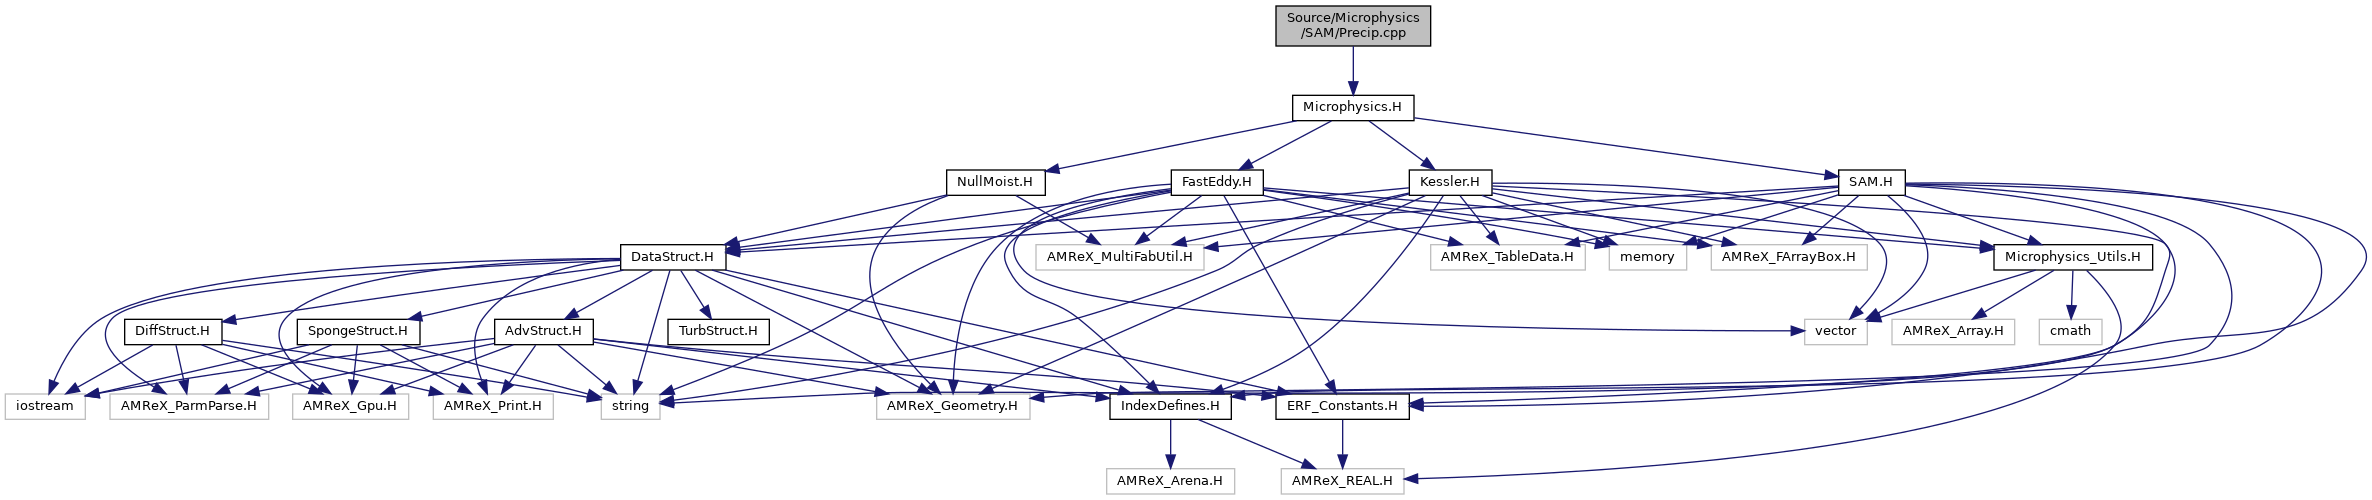 Source/Microphysics
/SAM/Precip.cpp
Microphysics.H
NullMoist.H
FastEddy.H
Kessler.H
SAM.H
DataStruct.H
AMReX_MultiFabUtil.H
AMReX_TableData.H
memory
AMReX_FArrayBox.H
Microphysics_Utils.H
DiffStruct.H
SpongeStruct.H
AdvStruct.H
TurbStruct.H
vector
AMReX_Array.H
cmath
iostream
AMReX_ParmParse.H
AMReX_Gpu.H
AMReX_Print.H
string
AMReX_Geometry.H
IndexDefines.H
ERF_Constants.H
AMReX_Arena.H
AMReX_REAL.H